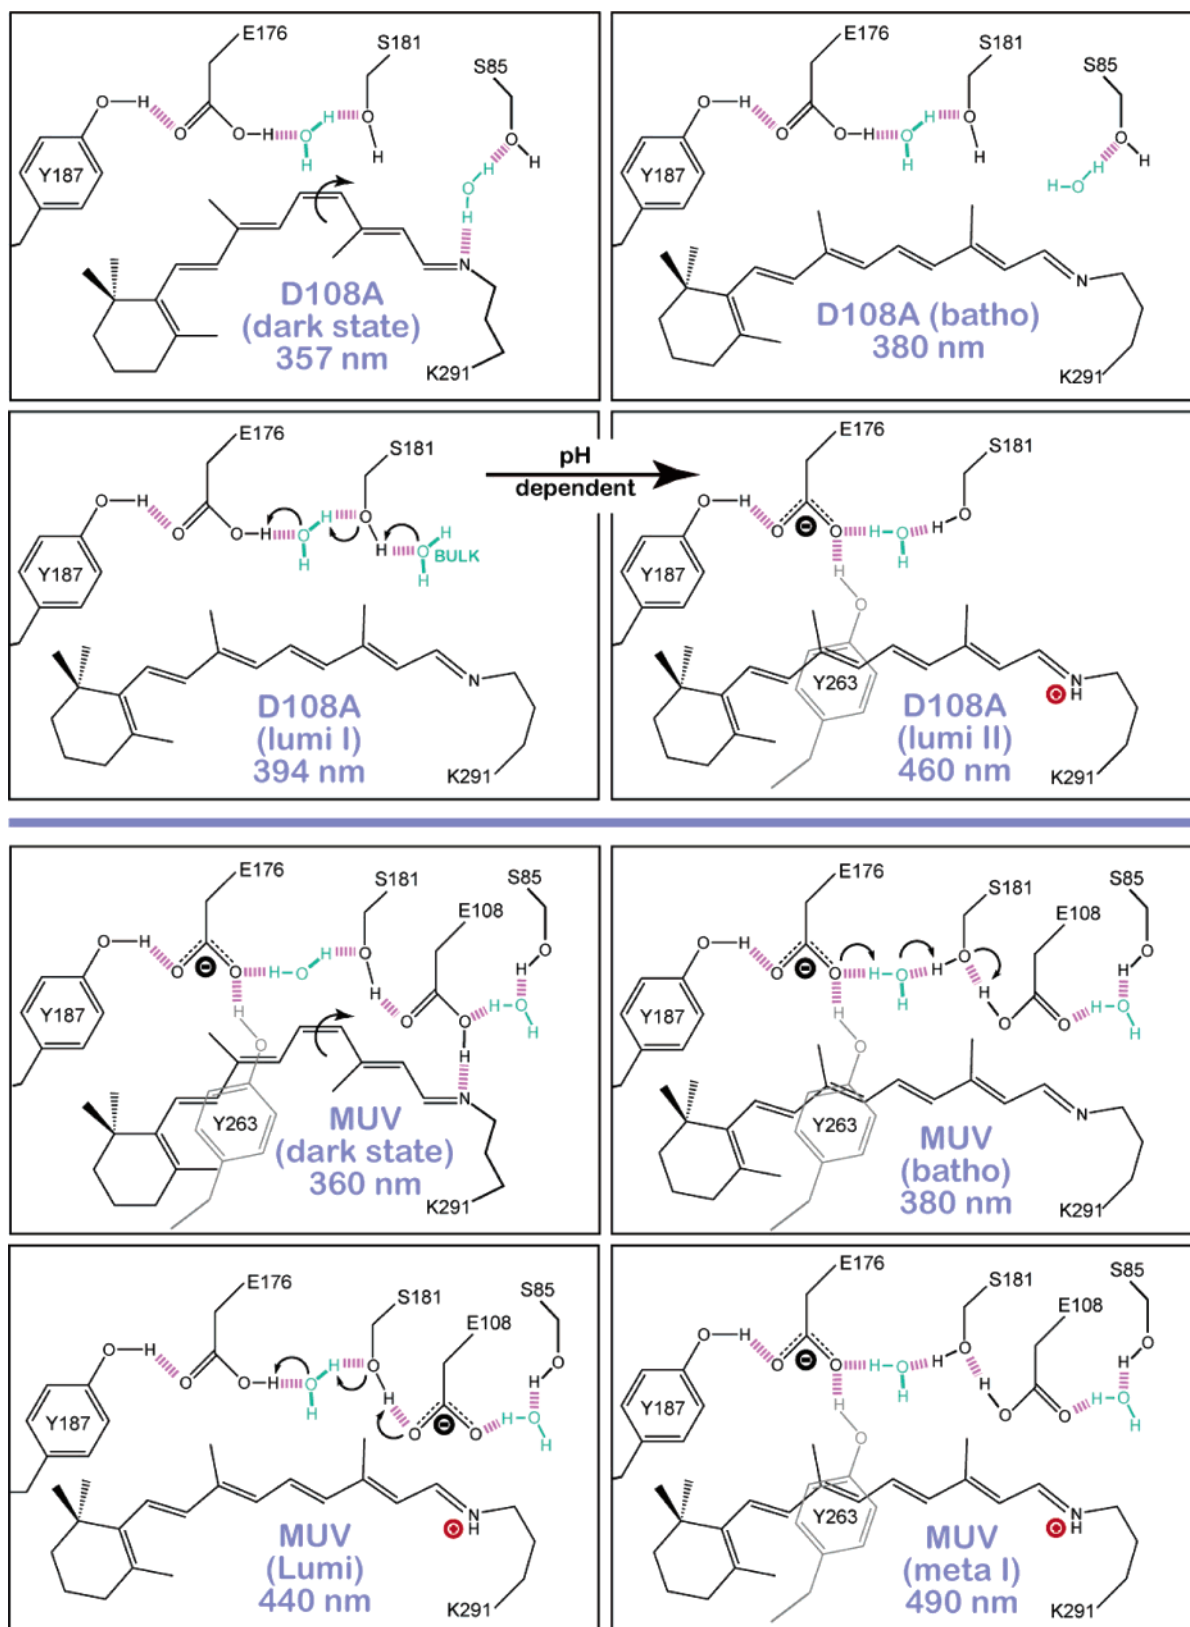 E176
S181
S85
O
H
O
O
H
O
H
H
O
H
H
O
H
O
H
N
Y187
D108A
(dark state)
357 nm
K291
E176
S181
S85
O
H
O
O
H
O
H
H
O
H
H
O
H
O
H
N
Y187
D108A (batho)
380 nm
K291
E176
S181
O
H
O
O
H
O
H
H
O
H
O
H
H
BULK
N
Y187
D108A
(lumi I)
394 nm
K291
pH
dependent
E176
S181
O
H
O
O
H
O
H
H
O
H
O
Y187
Y263
N
H
D108A
(lumi II)
460 nm
K291
E176
S181
E108
S85
O
H
O
O
H
O
H
O
H
O
O
H
H
O
H
O
H
H
O
N
Y187
Y263
MUV
(dark state)
360 nm
K291
E176
S181
E108
S85
O
H
O
O
H
O
H
H
O
H
O
O
H
O
H
O
H
H
O
N
Y187
Y263
MUV
(batho)
380 nm
K291
E176
S181
E108
S85
O
H
O
O
H
O
H
H
O
H
O
O
H
O
H
O
H
N
H
Y187
MUV
(Lumi)
440 nm
K291
E176
S181
E108
S85
O
H
O
O
H
O
H
H
O
H
O
O
H
O
H
O
H
H
O
N
H
Y187
Y263
MUV
(meta I)
490 nm
K291